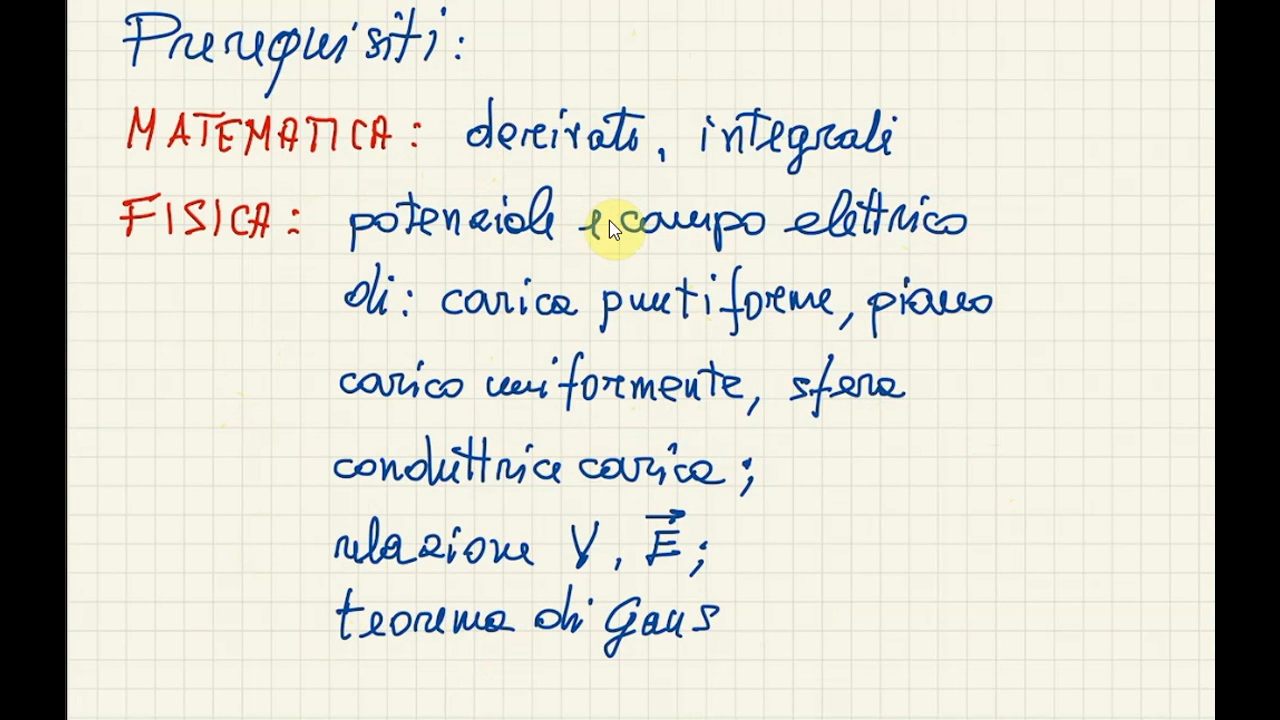 Prerequisiti:
MATEMATICA: derivate, integrali
FISICA: potenziale e campo elettrico
di: carica puntiforme, piano
carico uniformemente, sfera
conduttrice carica;
relazione V, E⃗;
teorema di Gaus